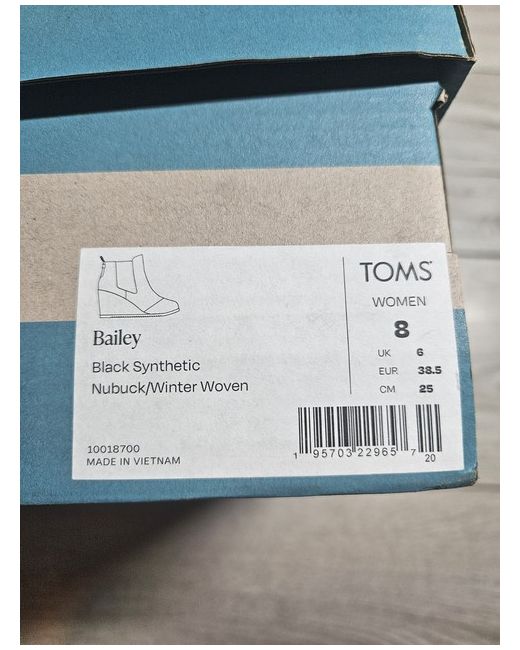 Bailey
Black Synthetic
Nubuck/Winter Woven
10018700
MADE IN VIETNAM
TOMS®
WOMEN
8
UK 6
EUR 38.5
CM 25
1 95703 22965 7
20